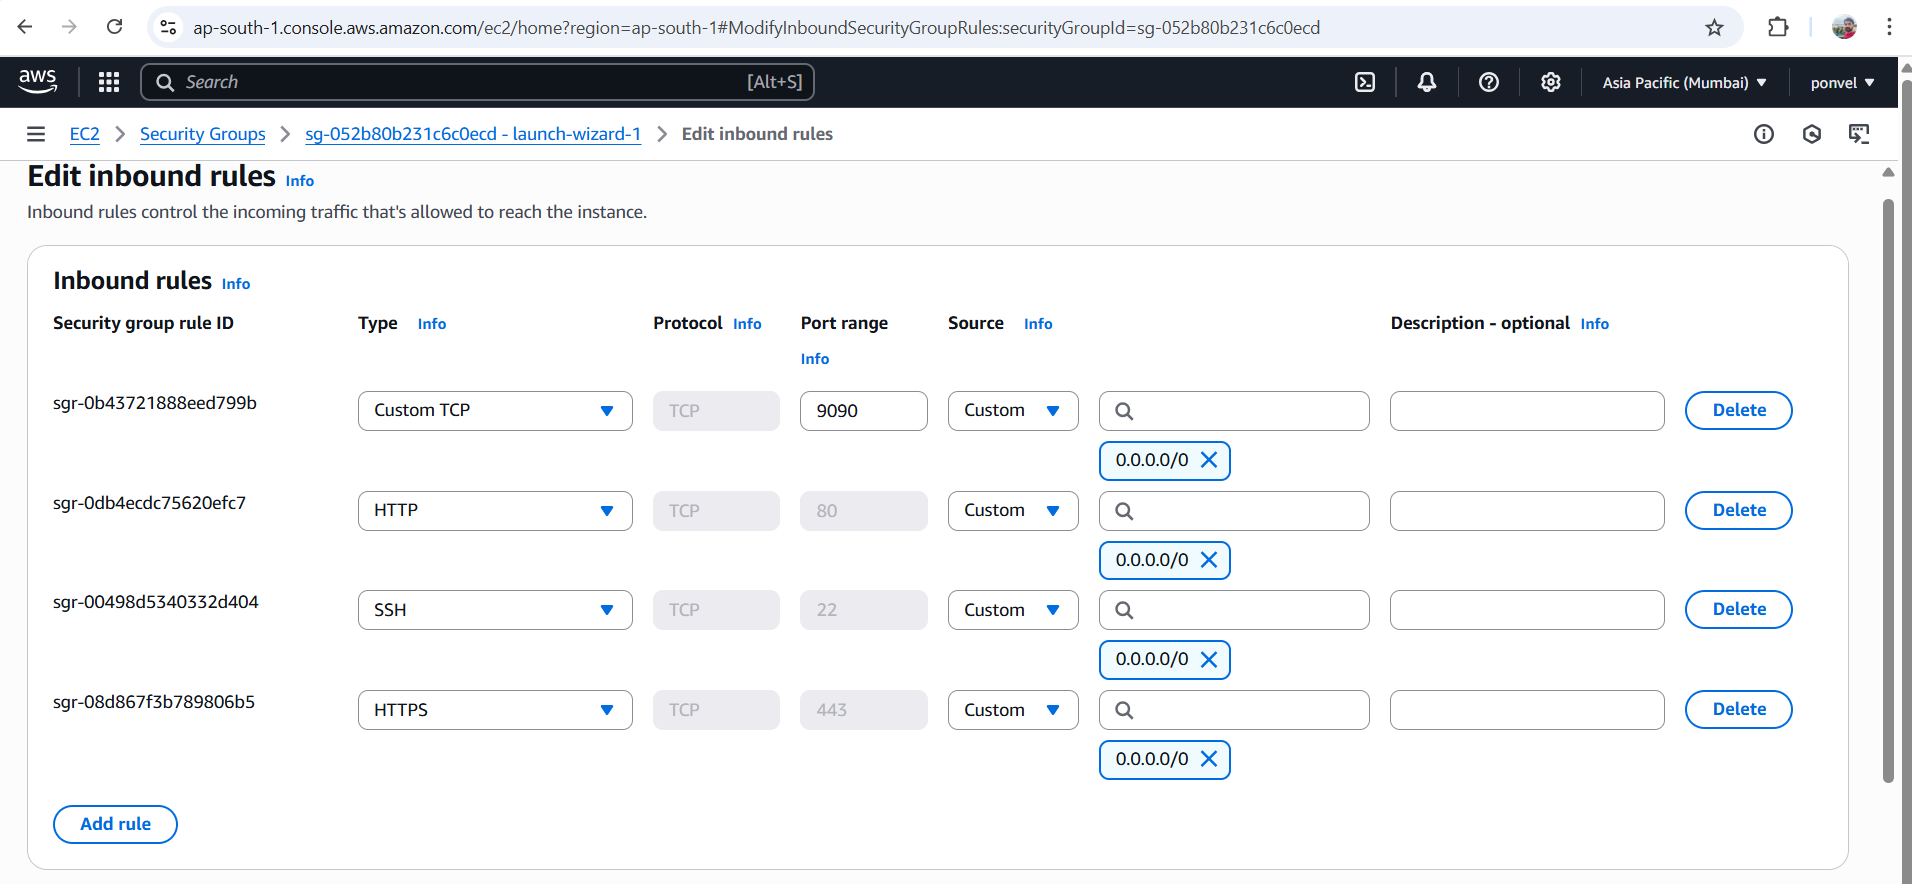 ap-south-1.console.aws.amazon.com/ec2/home?region=ap-south-1#ModifyInboundSecurityGroupRules:securityGroupId=sg-052b80b231c6c0ecd
aws Search [Alt+S] Asia Pacific (Mumbai) ponvel
EC2 Security Groups sg-052b80b231c6c0ecd - launch-wizard-1 Edit inbound rules
Edit inbound rules Info
Inbound rules control the incoming traffic that's allowed to reach the instance.
Inbound rules Info
Security group rule ID Type Info Protocol Info Port range Source Info Description - optional Info
Info
sgr-0b43721888eed799b Custom TCP TCP 9090 Custom Delete
0.0.0.0/0
sgr-0db4ecdc75620efc7 HTTP TCP 80 Custom Delete
0.0.0.0/0
sgr-00498d5340332d404 SSH TCP 22 Custom Delete
0.0.0.0/0
sgr-08d867f3b789806b5 HTTPS TCP 443 Custom Delete
0.0.0.0/0
Add rule